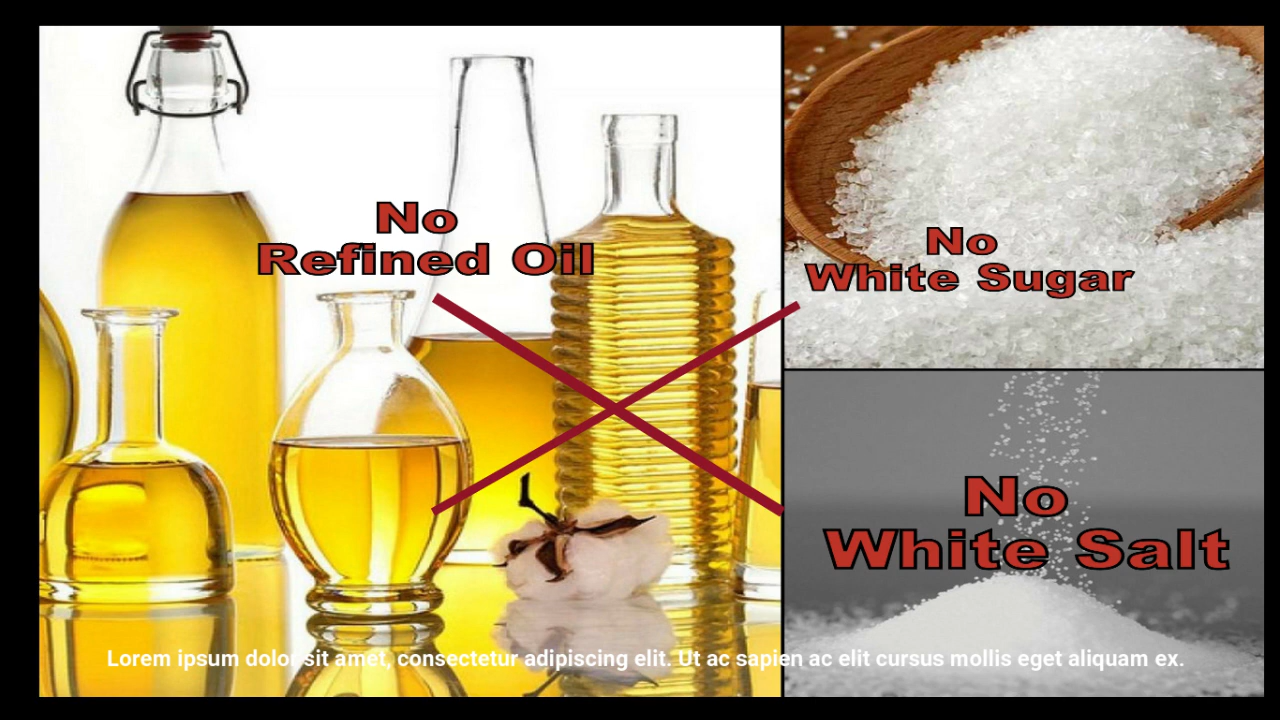 No
Refined Oil
No
White Sugar
No
White Salt
Lorem ipsum dolor sit amet, consectetur adipiscing elit. Ut ac sapien ac elit cursus mollis eget aliquam ex.